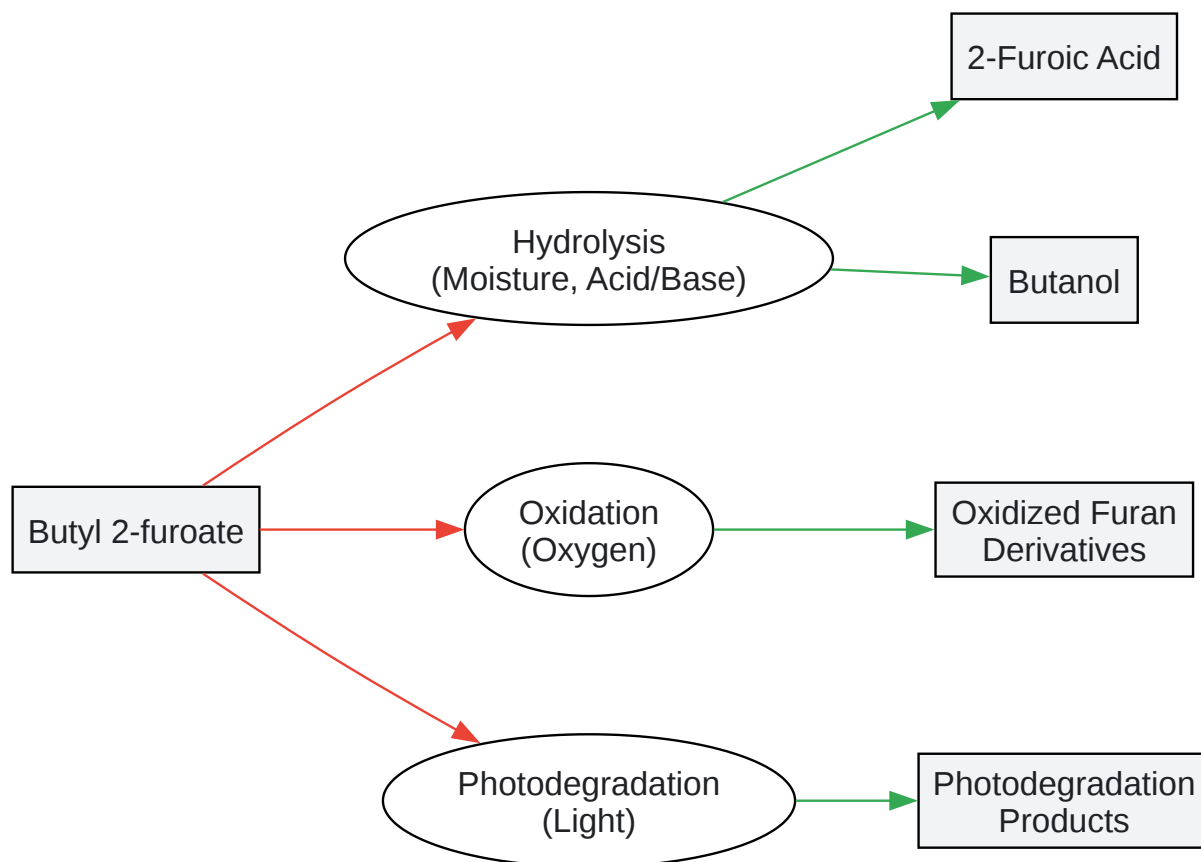 2-Furoic Acid
Hydrolysis
(Moisture, Acid/Base)
Butanol
Butyl 2-furoate
Oxidation
(Oxygen)
Oxidized Furan
Derivatives
Photodegradation
(Light)
Photodegradation
Products